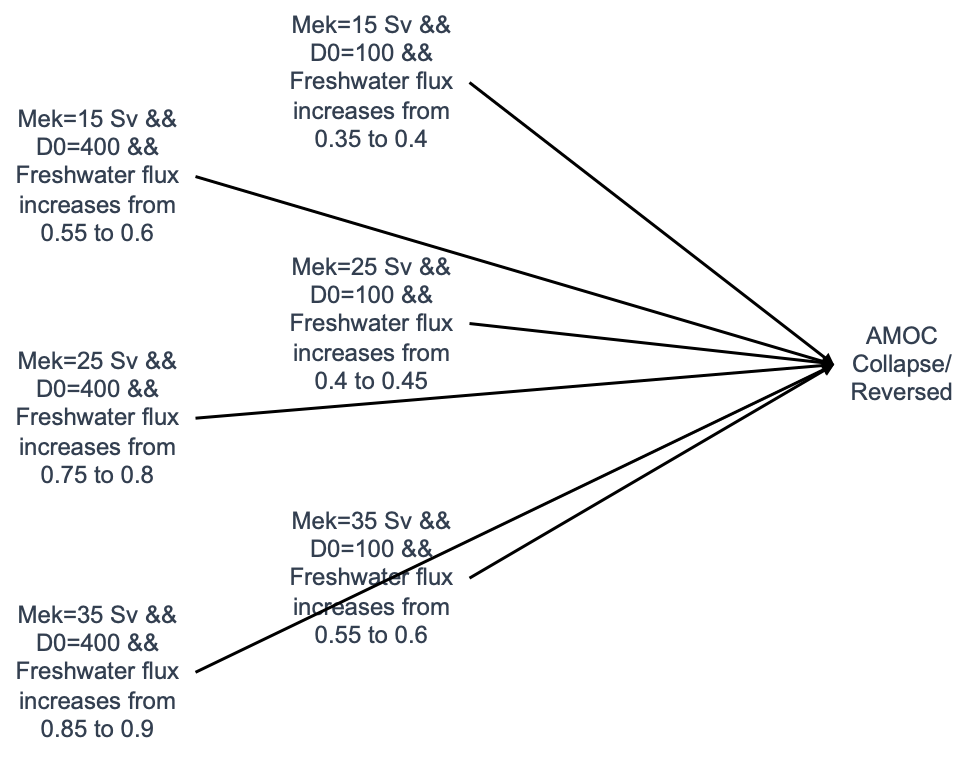 Mek=15 Sv &&
D0=100 &&
Freshwater flux
increases from
0.35 to 0.4
Mek=15 Sv &&
D0=400 &&
Freshwater flux
increases from
0.55 to 0.6
Mek=25 Sv &&
D0=100 &&
Freshwater flux
increases from
0.4 to 0.45
AMOC
Collapse/
Reversed
Mek=25 Sv &&
D0=400 &&
Freshwater flux
increases from
0.75 to 0.8
Mek=35 Sv &&
D0=100 &&
Freshwater flux
increases from
0.55 to 0.6
Mek=35 Sv &&
D0=400 &&
Freshwater flux
increases from
0.85 to 0.9